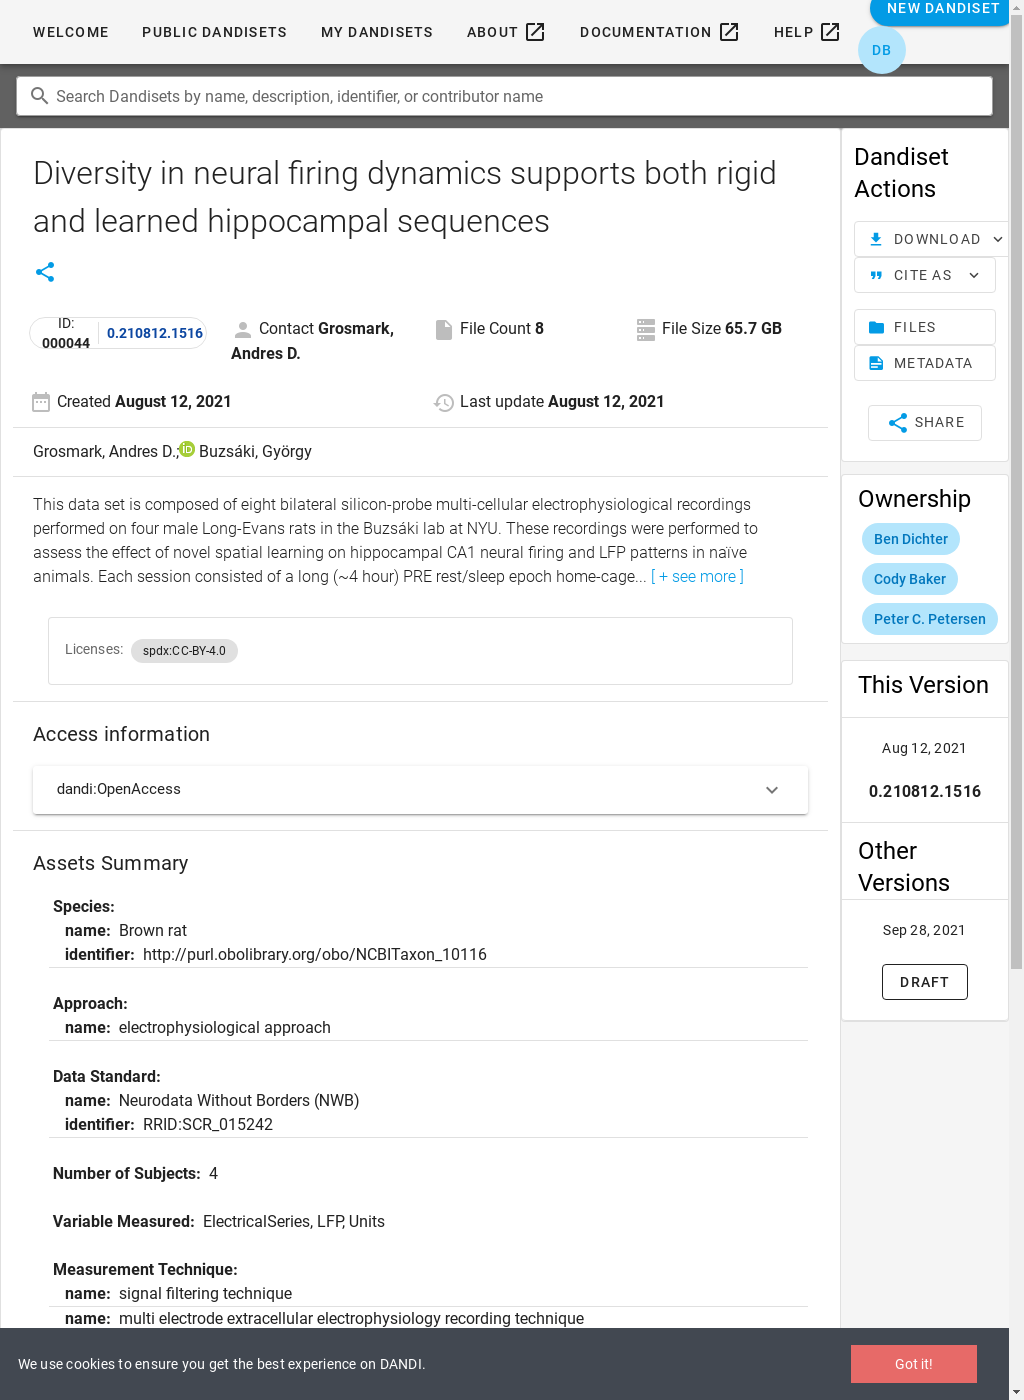 WELCOME PUBLIC DANDISETS MY DANDISETS ABOUT DOCUMENTATION HELP NEW DANDISET
DB
Search Dandisets by name, description, identifier, or contributor name
Diversity in neural firing dynamics supports both rigid
and learned hippocampal sequences
ID:
000044 0.210812.1516
Contact Grosmark,
Andres D.
File Count 8
File Size 65.7 GB
Created August 12, 2021
Last update August 12, 2021
Grosmark, Andres D.; Buzsáki, György
This data set is composed of eight bilateral silicon-probe multi-cellular electrophysiological recordings
performed on four male Long-Evans rats in the Buzsáki lab at NYU. These recordings were performed to
assess the effect of novel spatial learning on hippocampal CA1 neural firing and LFP patterns in naïve
animals. Each session consisted of a long (~4 hour) PRE rest/sleep epoch home-cage... [ + see more ]
Licenses: spdx:CC-BY-4.0
Access information
dandi:OpenAccess
Assets Summary
Species:
name: Brown rat
identifier: http://purl.obolibrary.org/obo/NCBITaxon_10116
Approach:
name: electrophysiological approach
Data Standard:
name: Neurodata Without Borders (NWB)
identifier: RRID:SCR_015242
Number of Subjects: 4
Variable Measured: ElectricalSeries, LFP, Units
Measurement Technique:
name: signal filtering technique
name: multi electrode extracellular electrophysiology recording technique
Dandiset
Actions
DOWNLOAD
CITE AS
FILES
METADATA
SHARE
Ownership
Ben Dichter
Cody Baker
Peter C. Petersen
This Version
Aug 12, 2021
0.210812.1516
Other
Versions
Sep 28, 2021
DRAFT
We use cookies to ensure you get the best experience on DANDI.
Got it!